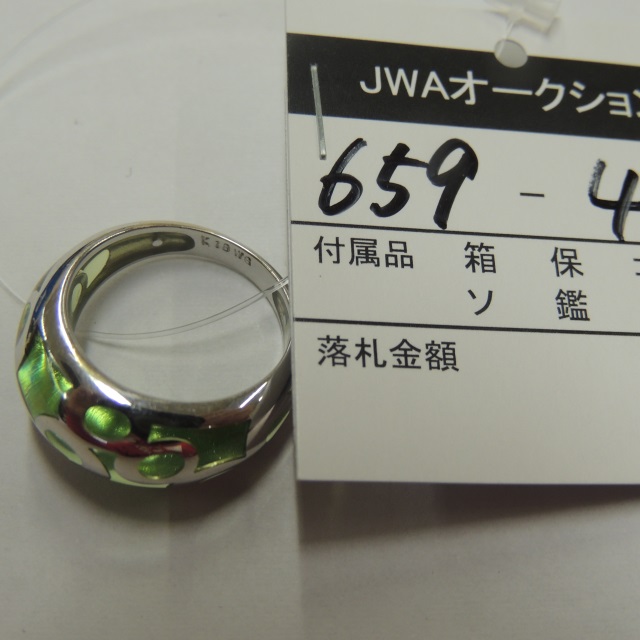 JWAオークション
659 - 4
付属品 箱 保
ソ 鑑
落札金額